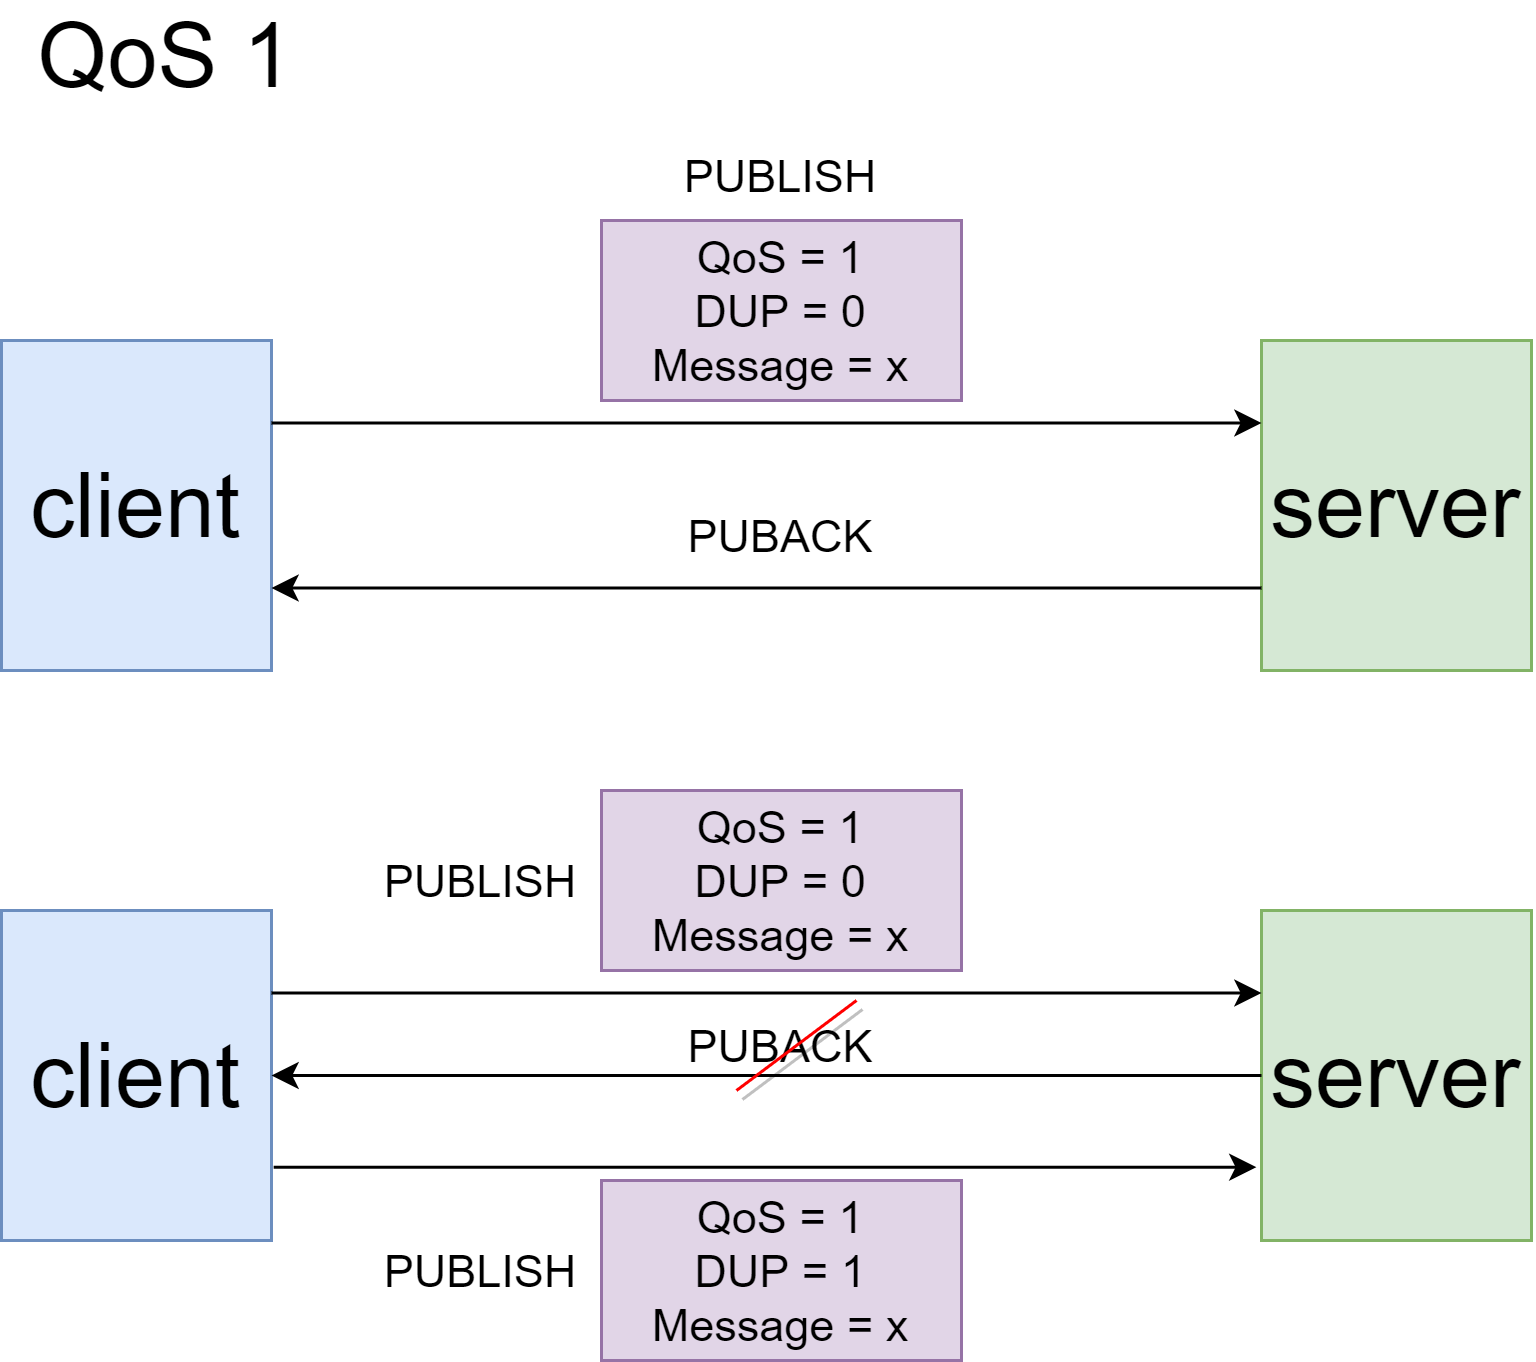 QoS 1
PUBLISH
QoS = 1
DUP = 0
Message = x
client
server
PUBACK
PUBLISH
QoS = 1
DUP = 0
Message = x
client
PUBACK
server
PUBLISH
QoS = 1
DUP = 1
Message = x